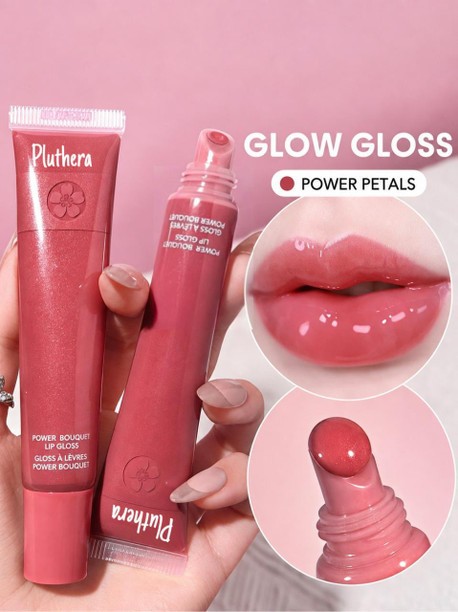 Pluthera
POWER BOUQUET
LIP GLOSS
GLOSS À LÈVRES
POWER BOUQUET
POWER BOUQUET
LIP GLOSS
GLOSS À LÈVRES
POWER BOUQUET
Pluthera
GLOW GLOSS
POWER PETALS